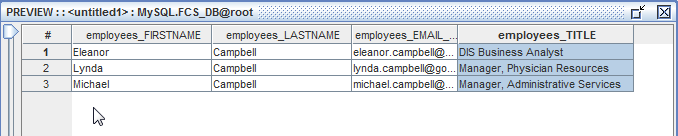 PREVIEW : : <untitled1> : MySQL.FCS_DB@root
# employees_FIRSTNAME employees_LASTNAME employees_EMAIL_... employees_TITLE
1 Eleanor Campbell eleanor.campbell@... DIS Business Analyst
2 Lynda Campbell lynda.campbell@go... Manager, Physician Resources
3 Michael Campbell michael.campbell@... Manager, Administrative Services